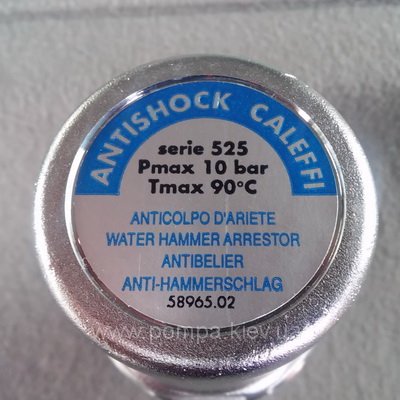 ANTISHOCK CALEFFI
serie 525
Pmax 10 bar
Tmax 90°C
ANTICOLPO D'ARIETE
WATER HAMMER ARRESTOR
ANTIBELIER
ANTI-HAMMERSCHLAG
58965.02
www.pompa.kiev.ua